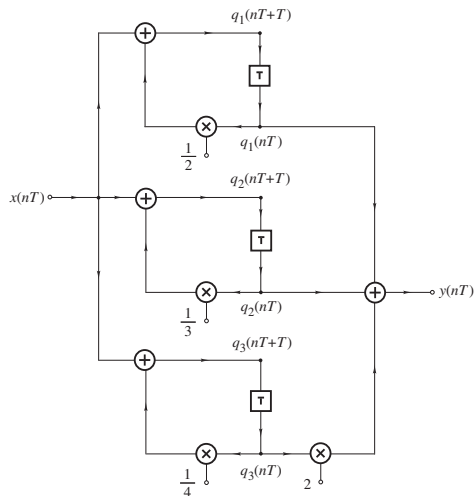 q1(nT+T)
T
q1(nT)
1/2
x(nT)
q2(nT+T)
T
y(nT)
q2(nT)
1/3
q3(nT+T)
T
q3(nT)
1/4
2